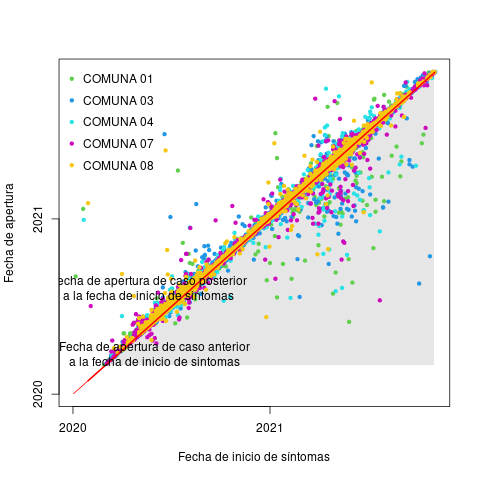 COMUNA 01
COMUNA 03
COMUNA 04
COMUNA 07
COMUNA 08
Fecha de apertura
2021
2020
echa de apertura de caso posterior
a la fecha de inicio de síntomas
Fecha de apertura de caso anterior
a la fecha de inicio de síntomas
2020
2021
Fecha de inicio de síntomas